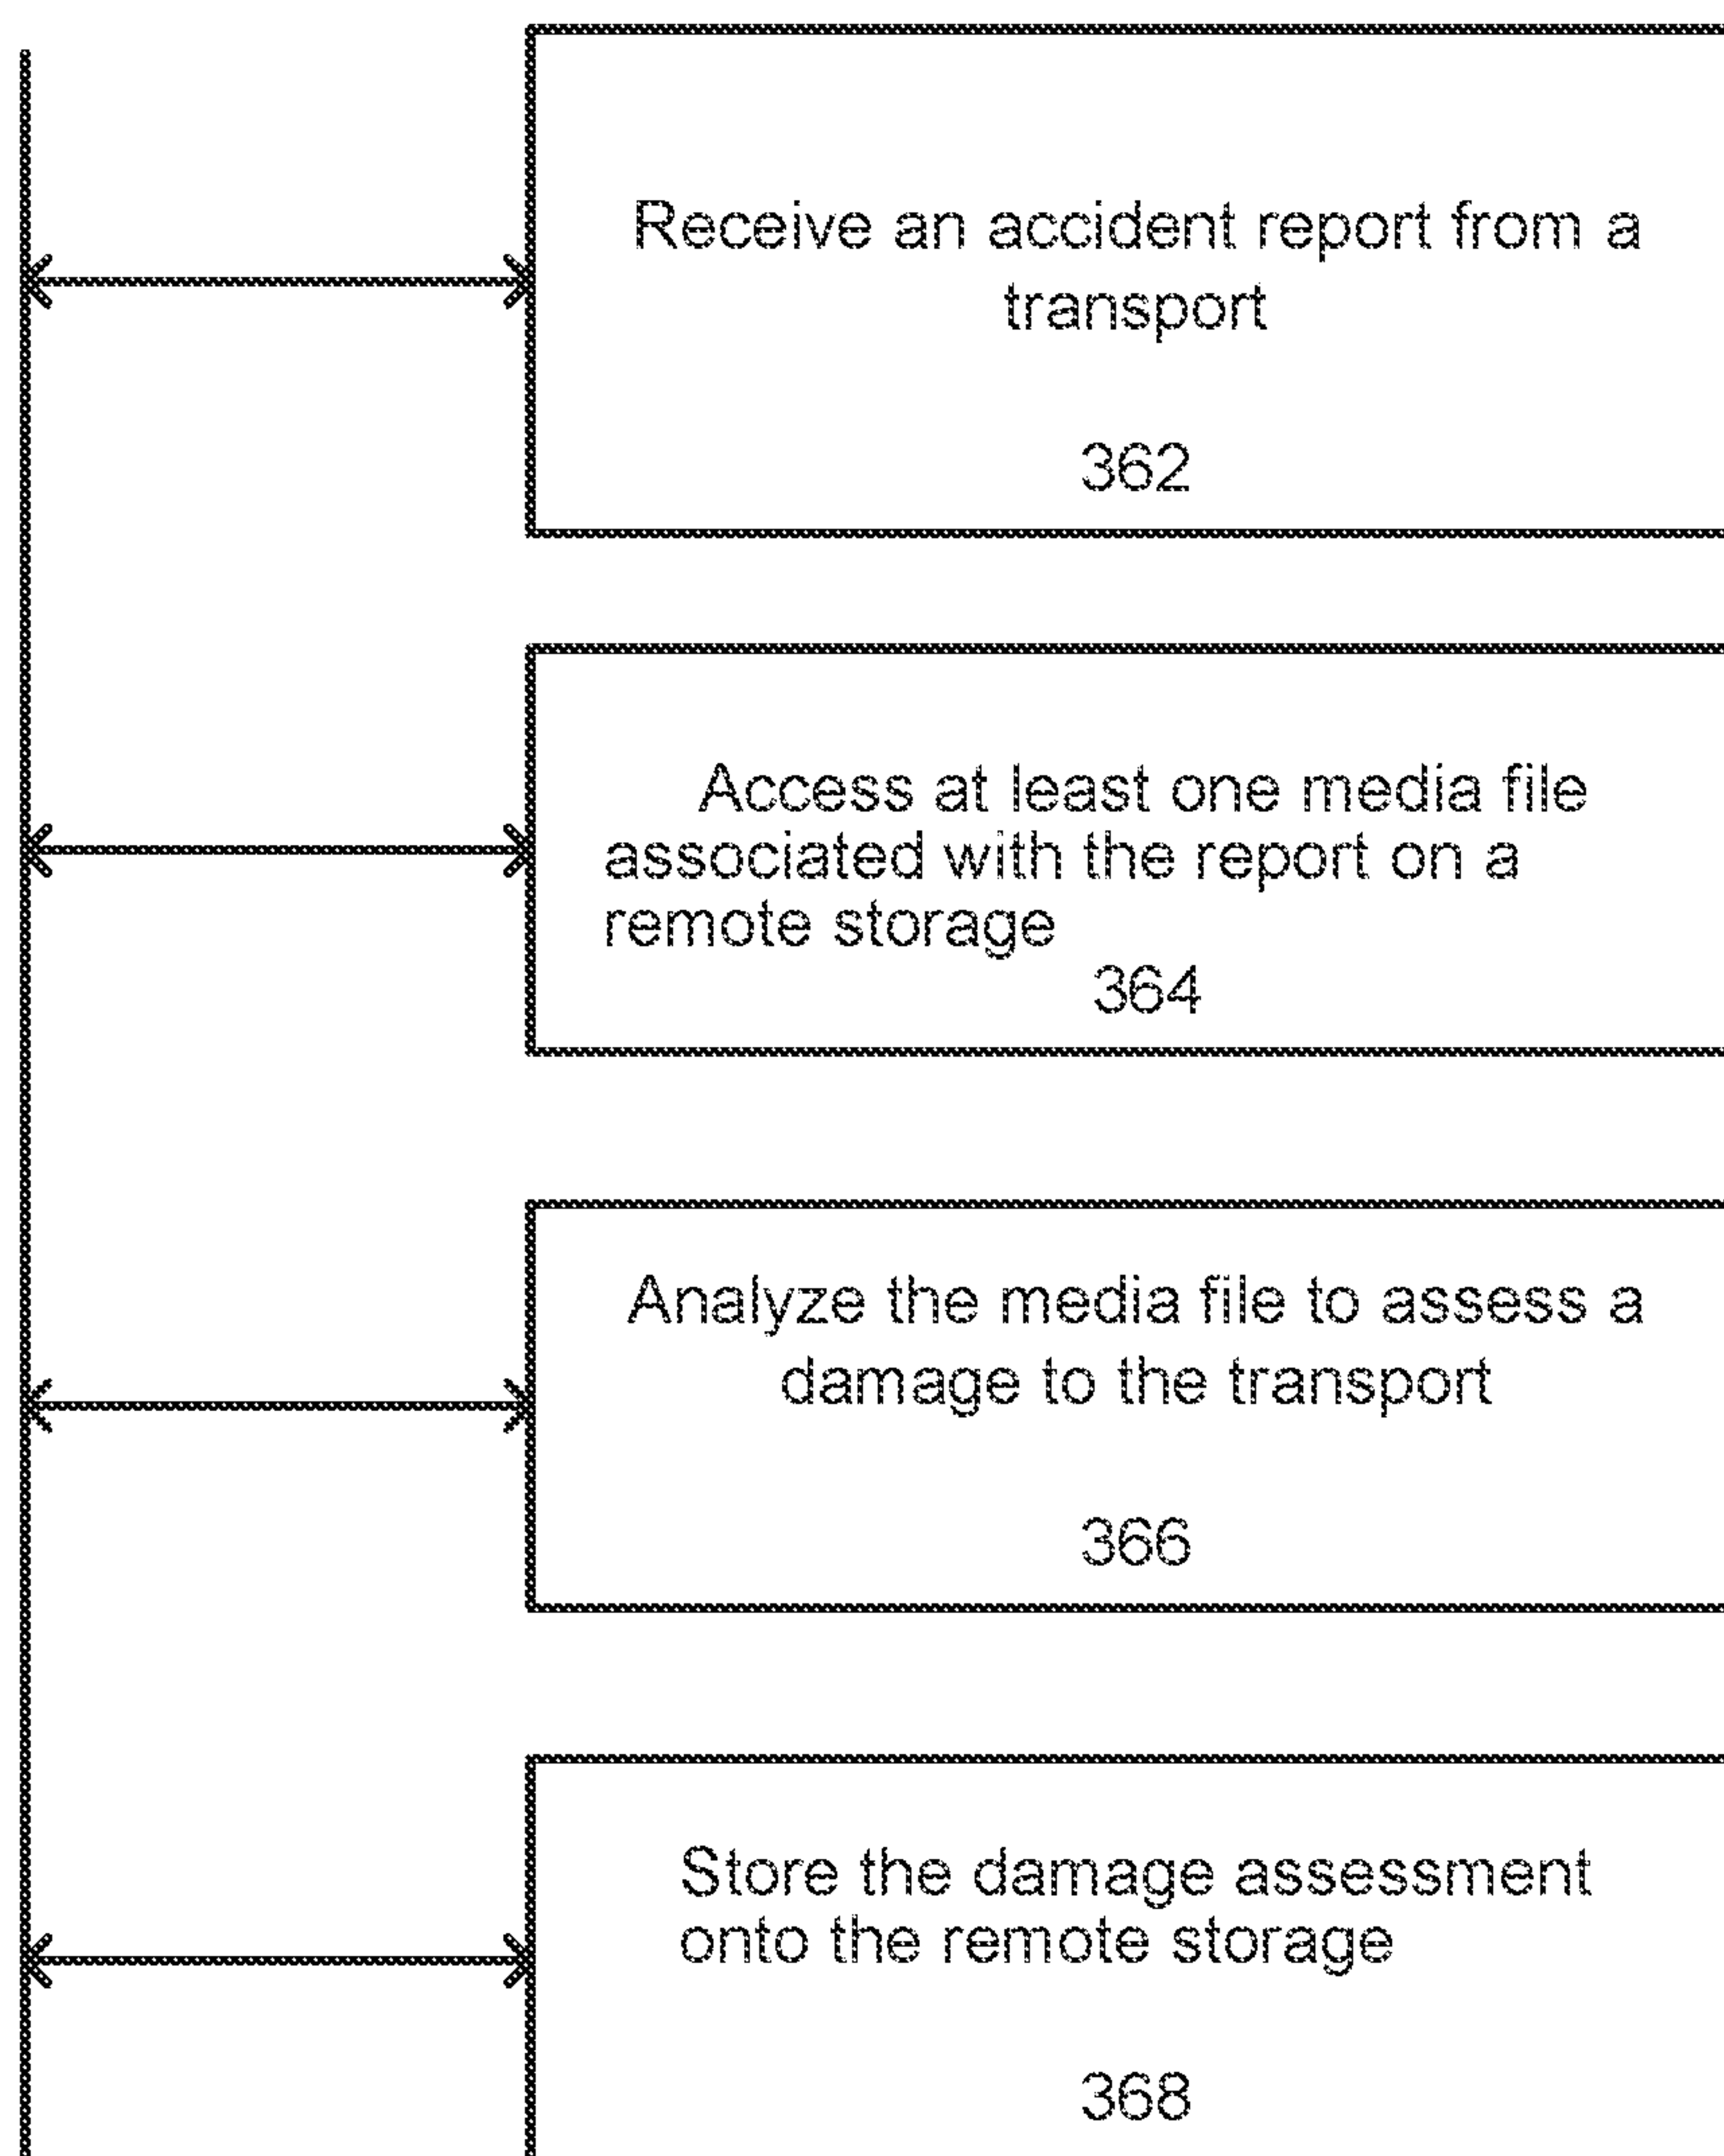 Receive an accident report from a
transport
362
Access at least one media file
associated with the report on a
remote storage
364
Analyze the media file to assess a
damage to the transport
366
Store the damage assessment
onto the remote storage
368